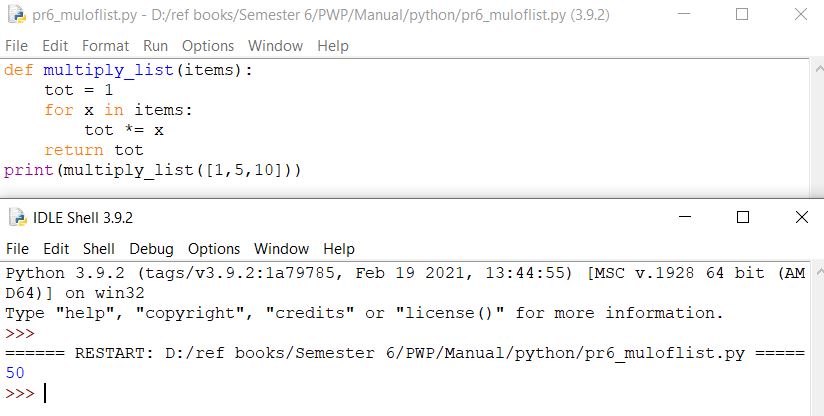 pr6_muloflist.py - D:/ref books/Semester 6/PWP/Manual/python/pr6_muloflist.py (3.9.2)
File Edit Format Run Options Window Help
def multiply_list(items):
    tot = 1
    for x in items:
        tot *= x
    return tot
print(multiply_list([1,5,10]))
IDLE Shell 3.9.2
File Edit Shell Debug Options Window Help
Python 3.9.2 (tags/v3.9.2:1a79785, Feb 19 2021, 13:44:55) [MSC v.1928 64 bit (AM
D64)] on win32
Type "help", "copyright", "credits" or "license()" for more information.
>>>
====== RESTART: D:/ref books/Semester 6/PWP/Manual/python/pr6_muloflist.py =====
50
>>>